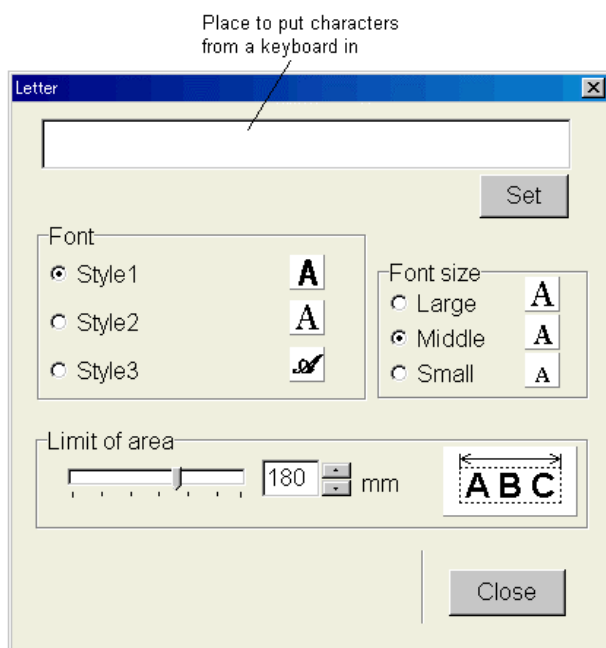 Place to put characters
from a keyboard in
Letter
Set
Font
Style1 A
Style2 A
Style3 A
Font size
Large A
Middle A
Small A
Limit of area
180 mm
A B C
Close